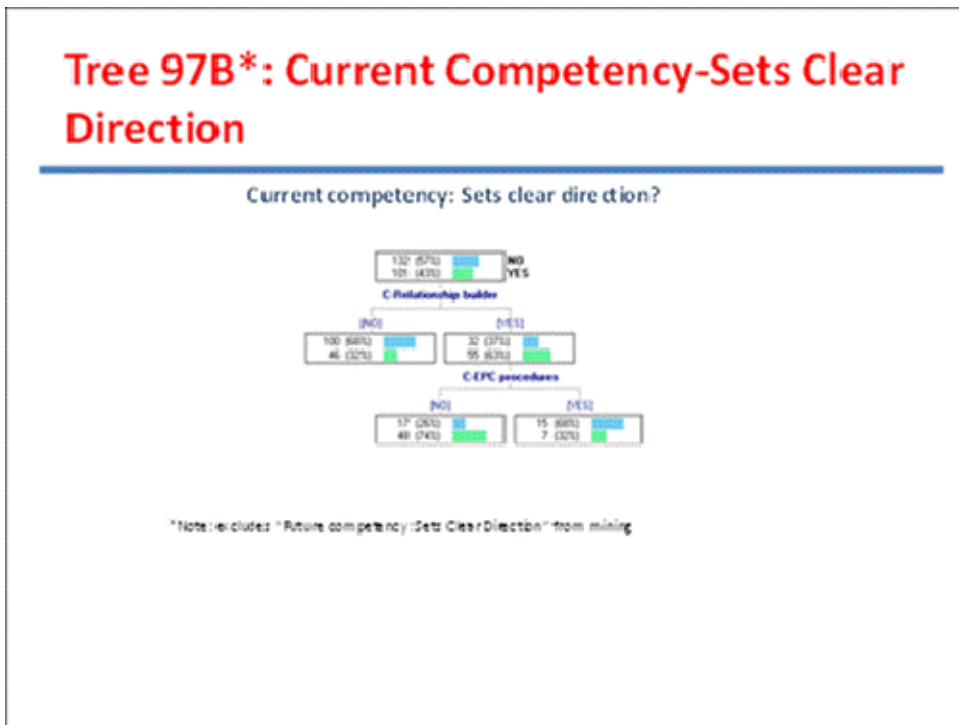 Tree 97B*: Current Competency-Sets Clear
Direction
Current competency: Sets clear direction?
132 (57%) NO
101 (43%) YES
C-Relationship builder
[NO] [YES]
100 (68%) 32 (37%)
46 (32%) 55 (63%)
C-EPC procedures
[NO] [YES]
17 (26%) 15 (68%)
48 (74%) 7 (32%)
*Note: excludes "Future competency :Sets Clear Direction" from mining